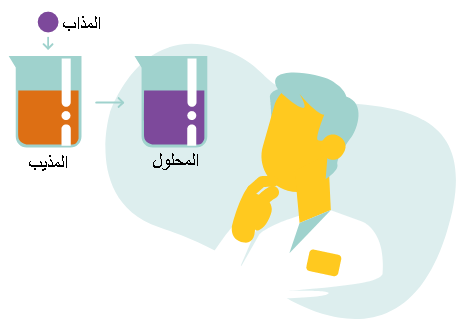 المذاب
المذيب
المحلول